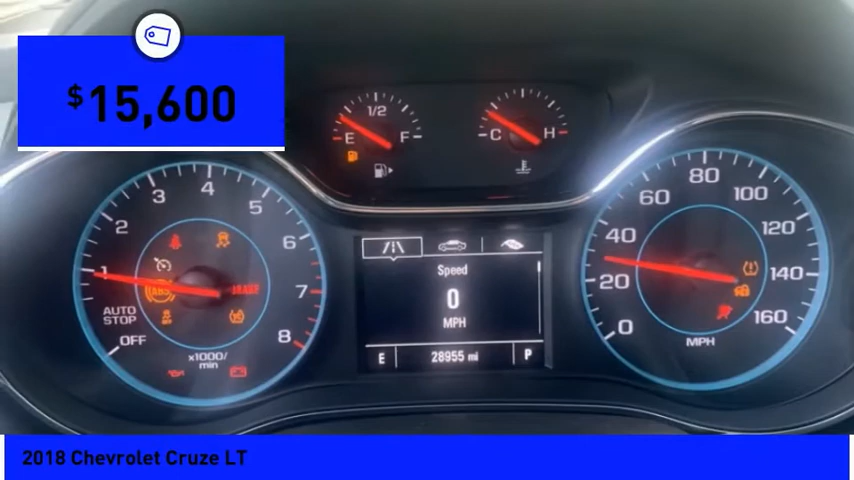 $15,600
1/2
E F
C H
1 2 3 4 5 6 7 8
AUTO
STOP
OFF
x1000/
min
ABS
BRAKE
Speed
0
MPH
E 28955 mi P
0 20 40 60 80 100 120 140 160
MPH
2018 Chevrolet Cruze LT